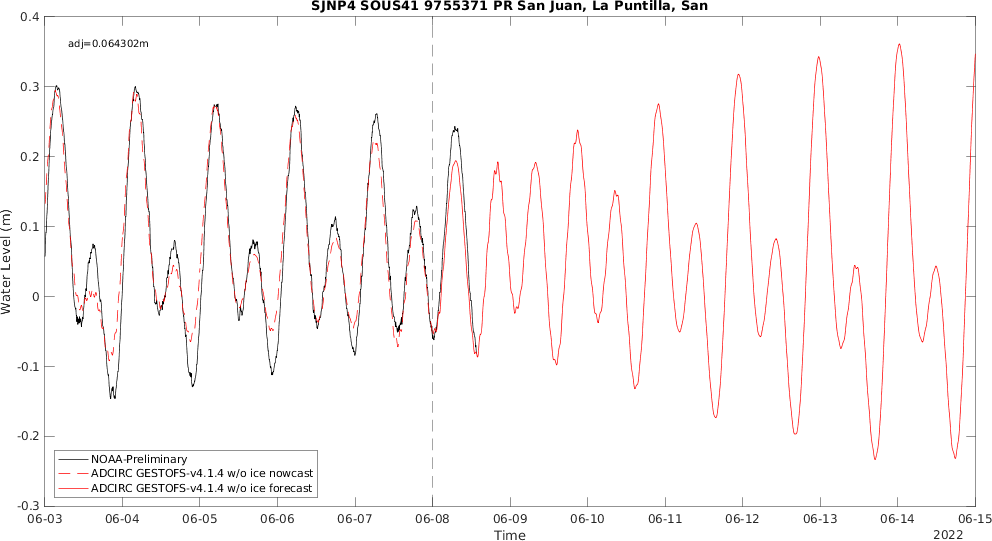 SJNP4 SOUS41 9755371 PR San Juan, La Puntilla, San
adj=0.064302m
Water Level (m)
0.4
0.3
0.2
0.1
0
-0.1
-0.2
-0.3
NOAA-Preliminary
ADCIRC GESTOFS-v4.1.4 w/o ice nowcast
ADCIRC GESTOFS-v4.1.4 w/o ice forecast
06-03 06-04 06-05 06-06 06-07 06-08 06-09 06-10 06-11 06-12 06-13 06-14 06-15
Time
2022